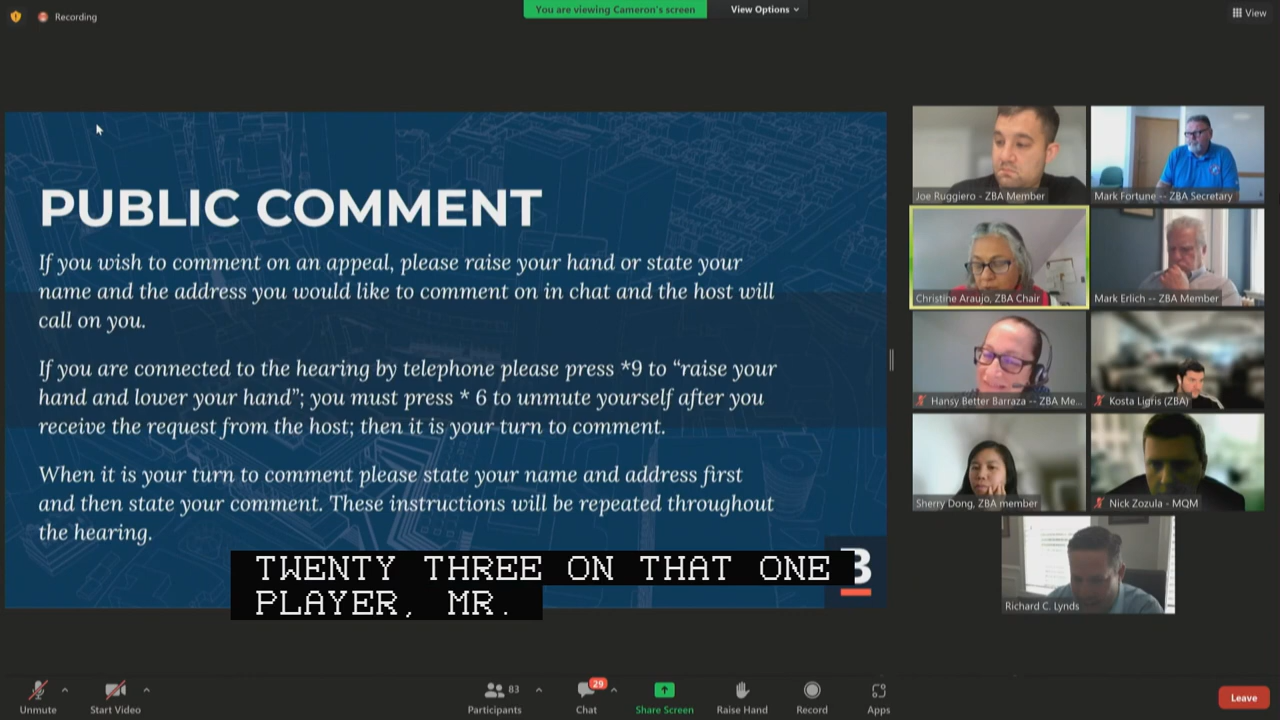 Recording
You are viewing Cameron's screen
View Options
View
PUBLIC COMMENT
If you wish to comment on an appeal, please raise your hand or state your
name and the address you would like to comment on in chat and the host will
call on you.
If you are connected to the hearing by telephone please press *9 to “raise your
hand and lower your hand”; you must press * 6 to unmute yourself after you
receive the request from the host; then it is your turn to comment.
When it is your turn to comment please state your name and address first
and then state your comment. These instructions will be repeated throughout
the hearing.
B
TWENTY THREE ON THAT ONE
PLAYER, MR.
Joe Ruggiero - ZBA Member
Mark Fortune -- ZBA Secretary
Christine Araujo, ZBA Chair
Mark Erlich -- ZBA Member
Hansy Better Barraza -- ZBA Me...
Kosta Ligris (ZBA)
Sherry Dong, ZBA member
Nick Zozula - MQM
Richard C. Lynds
Unmute
Start Video
83
Participants
29
Chat
Share Screen
Raise Hand
Record
Apps
Leave